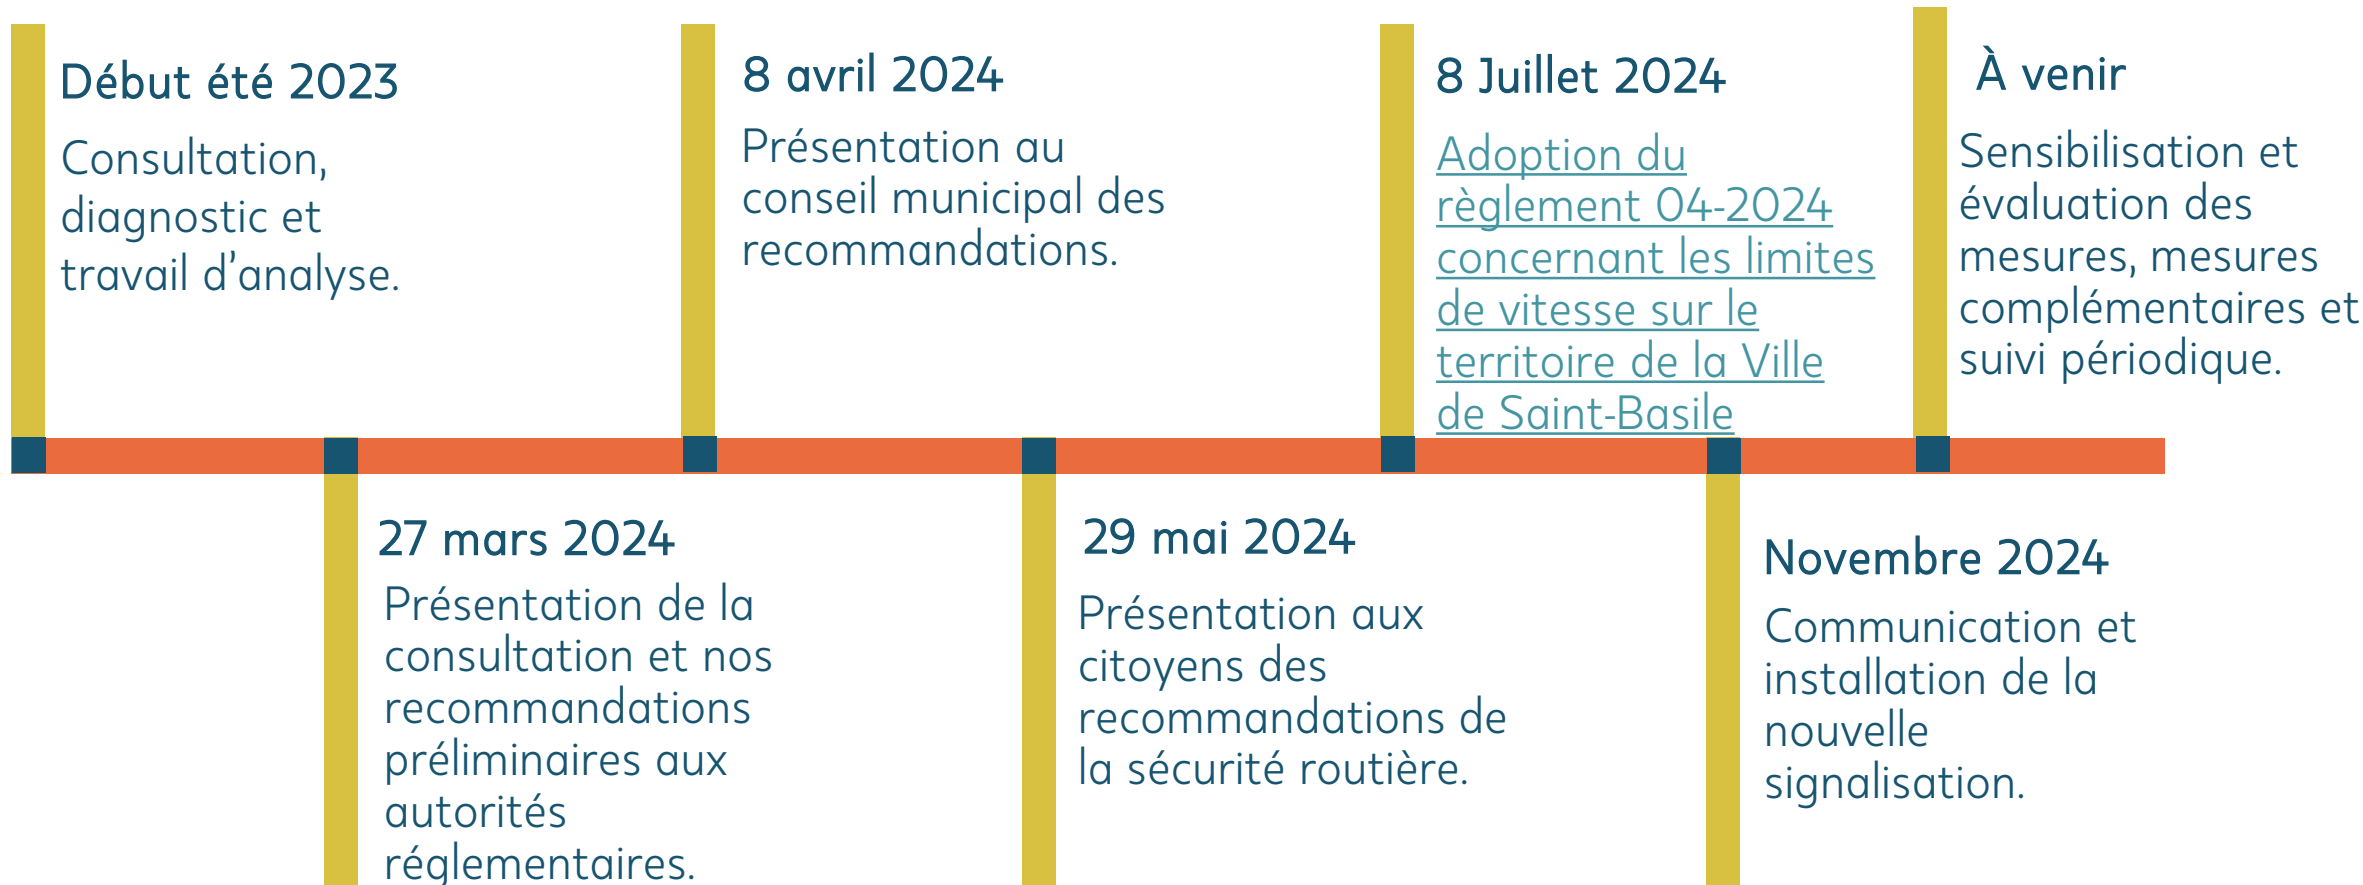 Début été 2023
Consultation,
diagnostic et
travail d’analyse.
27 mars 2024
Présentation de la
consultation et nos
recommandations
préliminaires aux
autorités
réglementaires.
8 avril 2024
Présentation au
conseil municipal des
recommandations.
29 mai 2024
Présentation aux
citoyens des
recommandations de
la sécurité routière.
8 Juillet 2024
Adoption du
règlement 04-2024
concernant les limites
de vitesse sur le
territoire de la Ville
de Saint-Basile
Novembre 2024
Communication et
installation de la
nouvelle
signalisation.
À venir
Sensibilisation et
évaluation des
mesures, mesures
complémentaires et
suivi périodique.